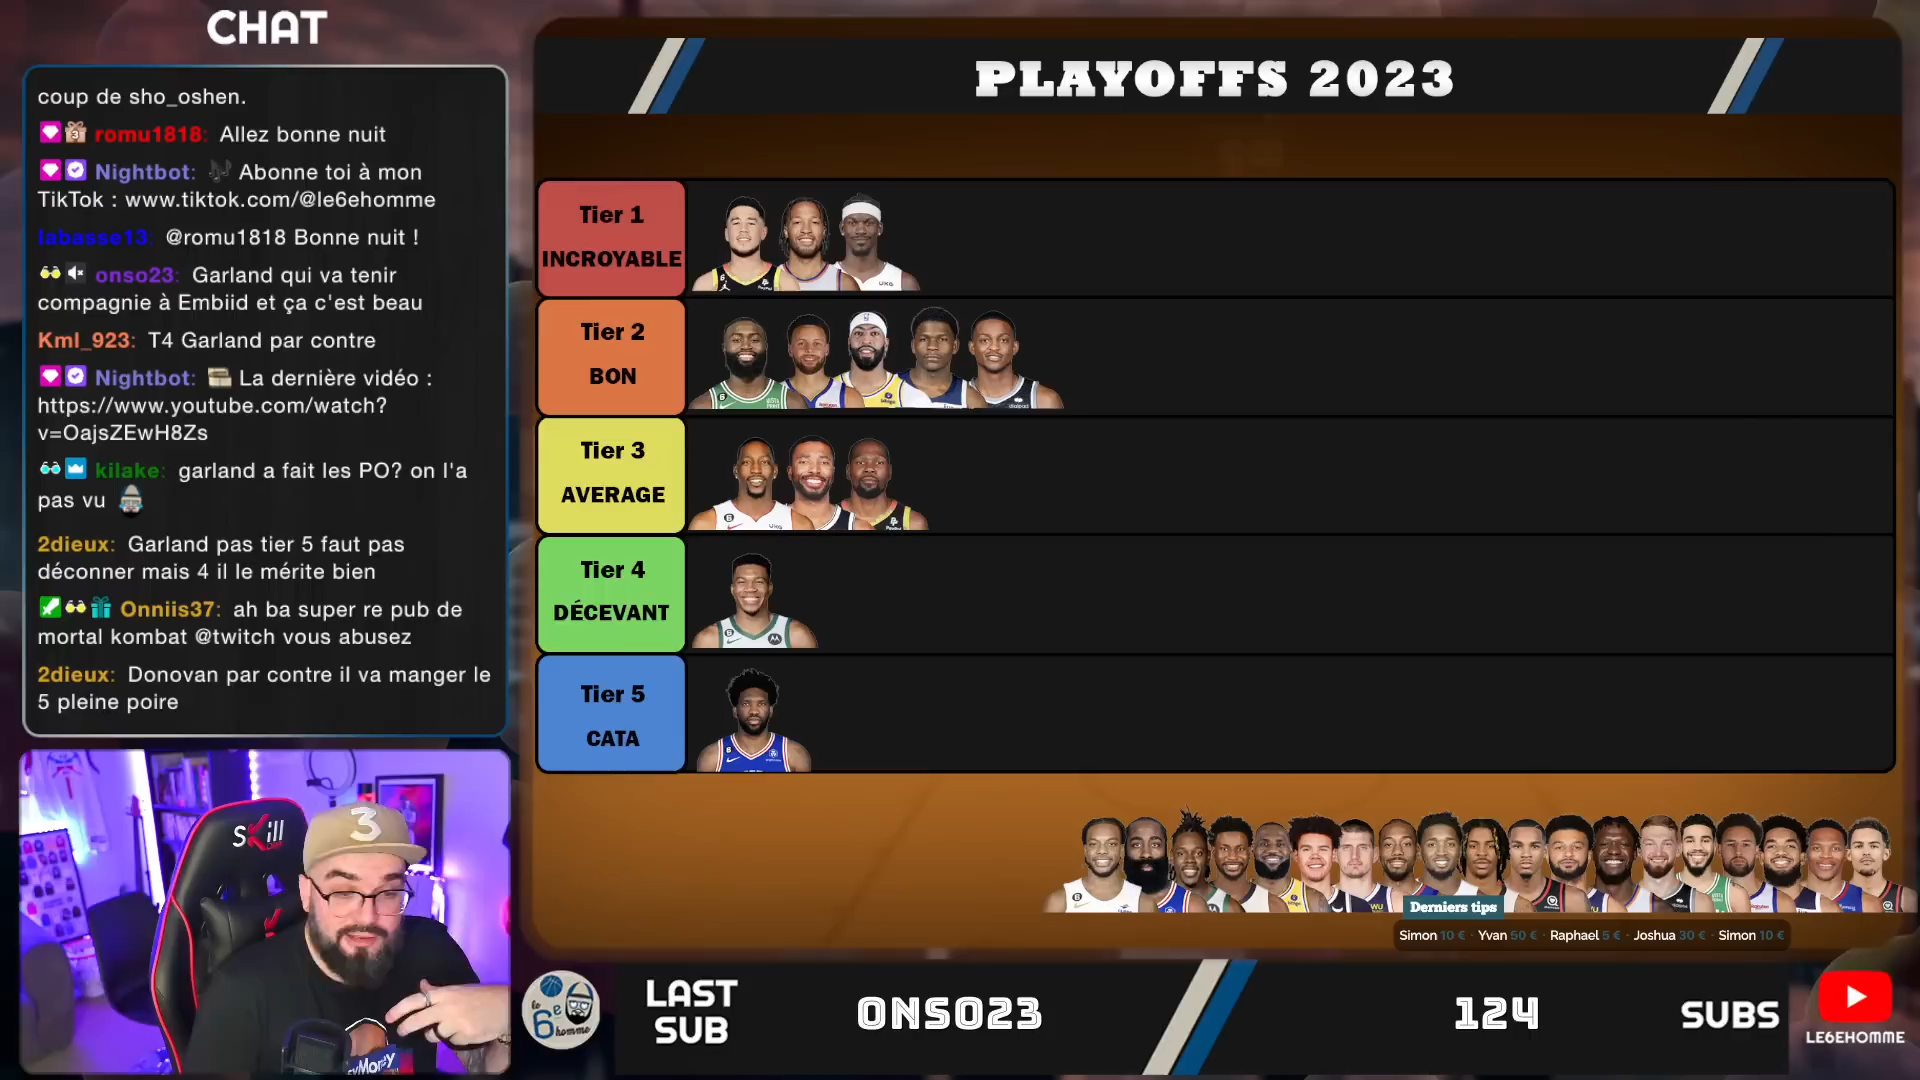 CHAT
coup de sho_oshen.
romu1818: Allez bonne nuit
Nightbot: Abonne toi à mon
TikTok : www.tiktok.com/@le6ehomme
labasse13: @romu1818 Bonne nuit !
onso23: Garland qui va tenir
compagnie à Embiid et ça c'est beau
Kml_923: T4 Garland par contre
Nightbot: La dernière vidéo :
https://www.youtube.com/watch?
v=OajsZEwH8Zs
kilake: garland a fait les PO? on l'a
pas vu
2dieux: Garland pas tier 5 faut pas
déconner mais 4 il le mérite bien
Onniis37: ah ba super re pub de
mortal kombat @twitch vous abusez
2dieux: Donovan par contre il va manger le
5 pleine poire
PLAYOFFS 2023
Tier 1
INCROYABLE
Tier 2
BON
Tier 3
AVERAGE
Tier 4
DÉCEVANT
Tier 5
CATA
Derniers tips
Simon 10 € · Yvan 50 € · Raphael 5 € · Joshua 30 € · Simon 10 €
SKill
3
le 6e homme
LAST
SUB
ONSO23
124
SUBS
LE6EHOMME